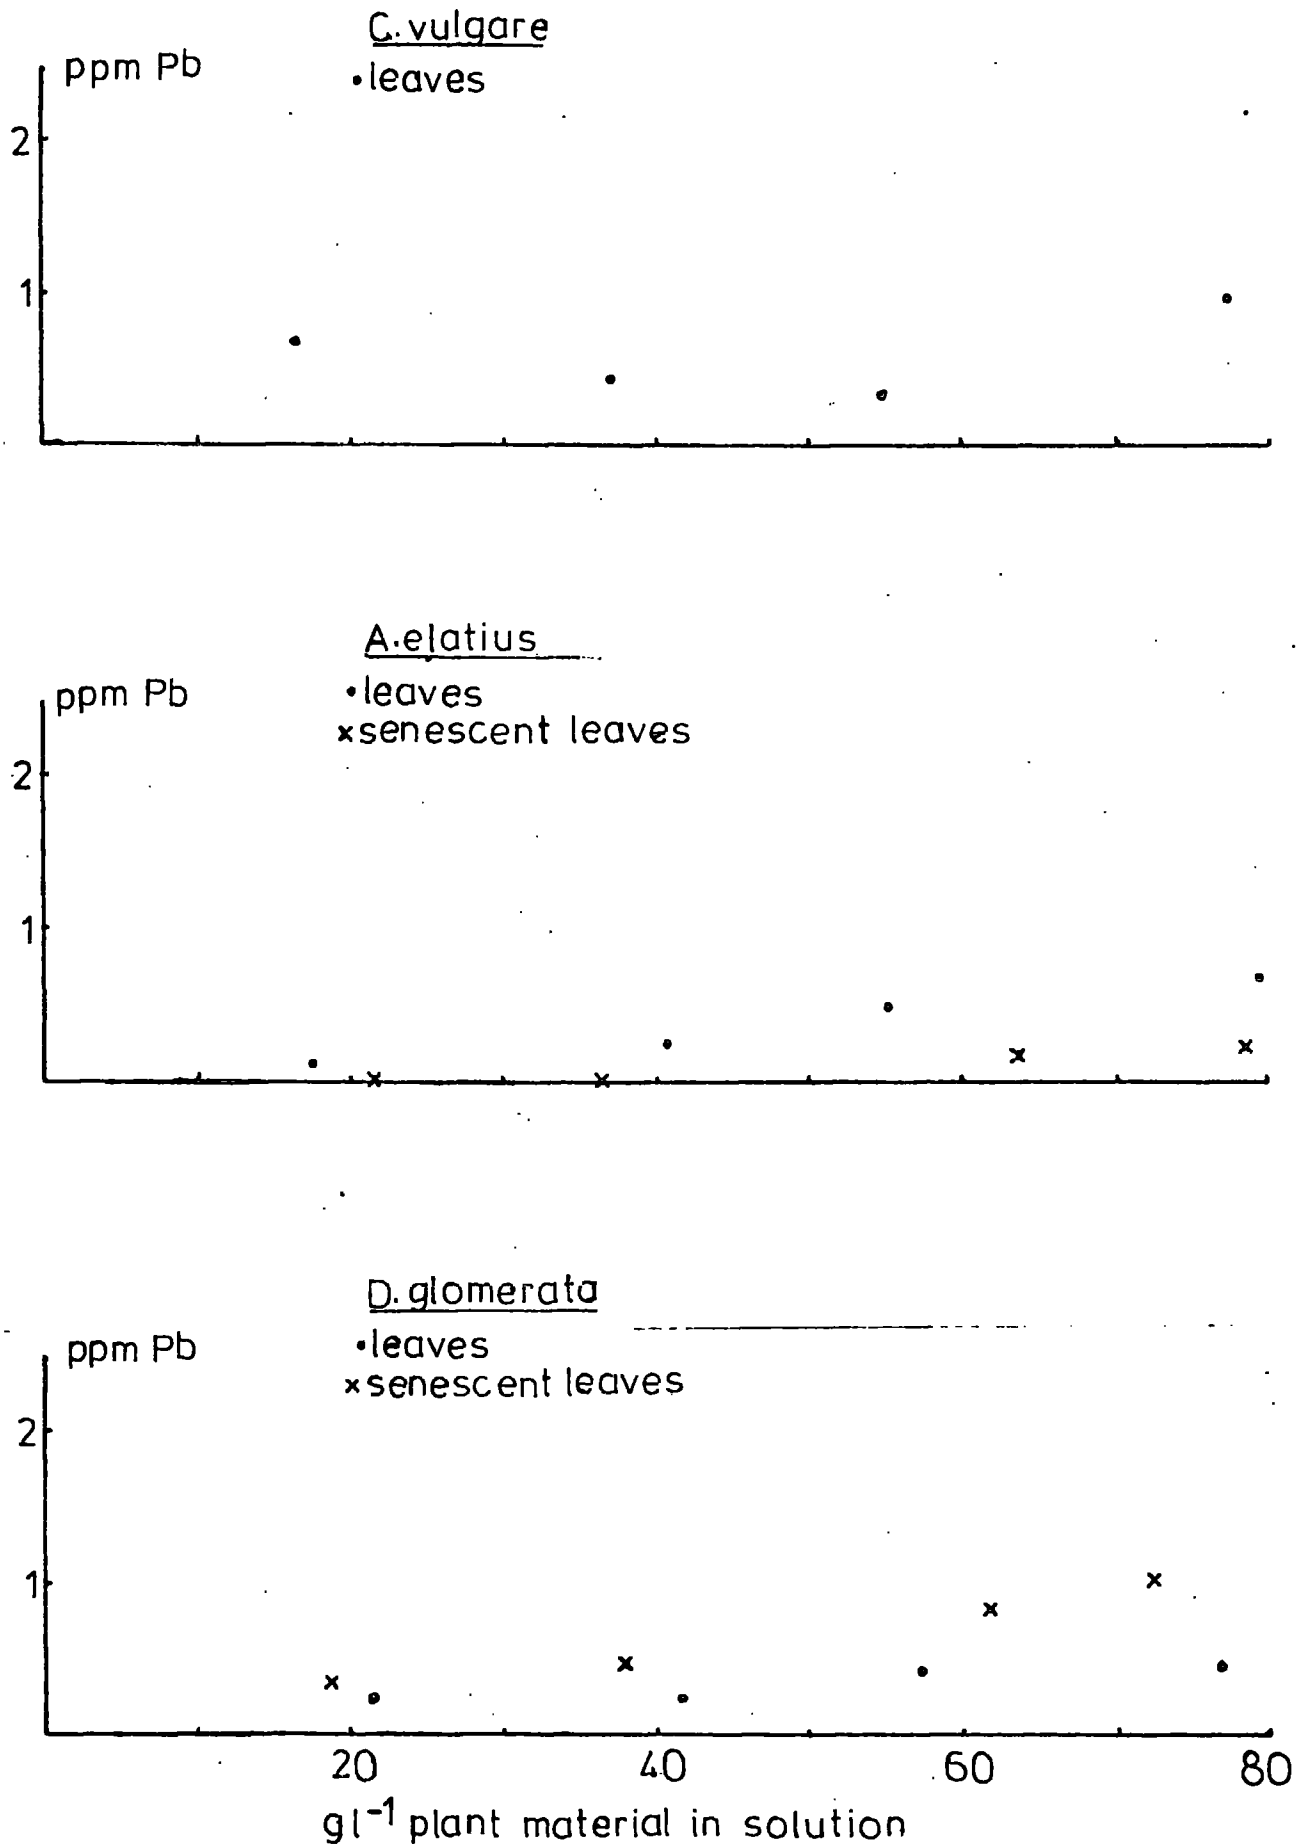 C. vulgare
ppm Pb
• leaves
2
1
A. elatius
ppm Pb
• leaves
x senescent leaves
2
1
D. glomerata
ppm Pb
• leaves
x senescent leaves
2
1
20 40 60 80
gl⁻¹ plant material in solution